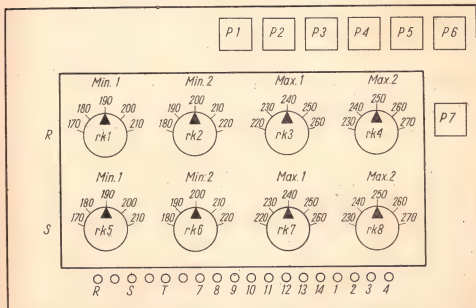 P1 P2 P3 P4 P5 P6
Min. 1 Min. 2 Max. 1 Max. 2
190 200 240 250
180 200 190 210 230 250 240 260
170 210 180 220 220 260 230 270
R rk1 rk2 rk3 rk4 P7
Min. 1 Min. 2 Max. 1 Max. 2
190 200 240 250
180 200 190 210 230 250 240 260
170 210 180 220 220 260 230 270
S rk5 rk6 rk7 rk8
R S T 7 8 9 10 11 12 13 14 1 2 3 4